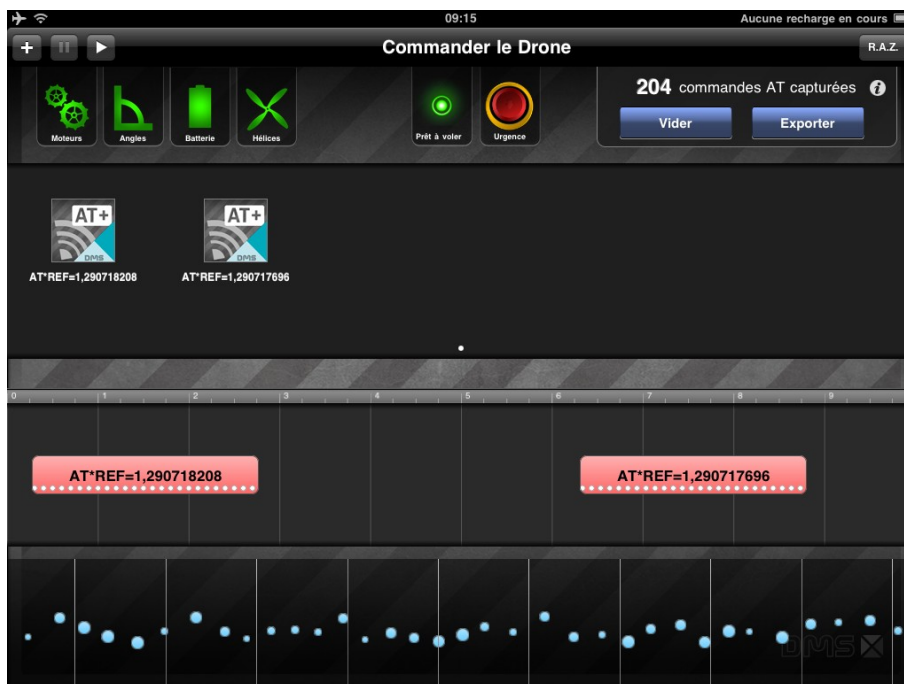 09:15
Aucune recharge en cours
+
Commander le Drone
R.A.Z.
204 commandes AT capturées i
Vider
Exporter
Moteurs
Angles
Batterie
Hélices
Prêt à voler
Urgence
AT+
DMS
AT*REF=1,290718208
AT+
DMS
AT*REF=1,290717696
0 1 2 3 4 5 6 7 8 9
AT*REF=1,290718208
AT*REF=1,290717696
DMS